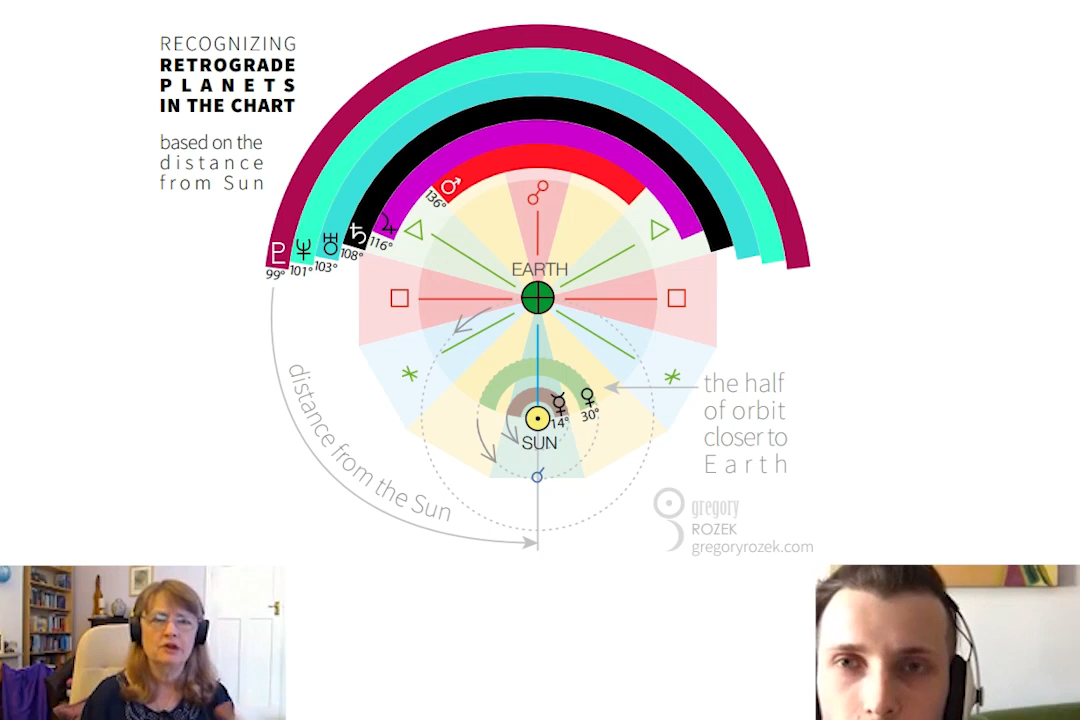 RECOGNIZING
RETROGRADE
PLANETS
IN THE CHART
based on the
distance
from Sun
136°
116°
108°
103°
101°
99°
EARTH
14°
30°
SUN
the half
of orbit
closer to
Earth
distance from the Sun
gregory
ROZEK
gregoryrozek.com